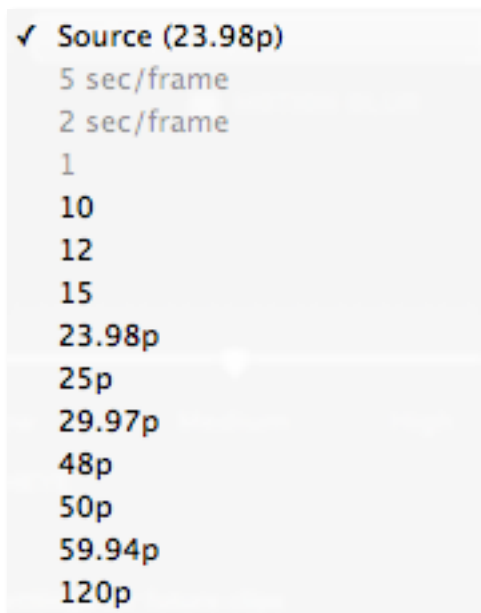 ✓ Source (23.98p)
5 sec/frame
2 sec/frame
1
10
12
15
23.98p
25p
29.97p
48p
50p
59.94p
120p